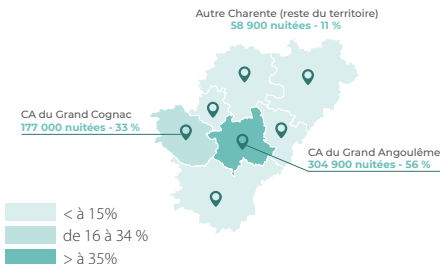 Autre Charente (reste du territoire)
58 900 nuitées - 11 %
CA du Grand Cognac
177 000 nuitées - 33 %
CA du Grand Angoulême
304 900 nuitées - 56 %
< à 15%
de 16 à 34 %
> à 35%